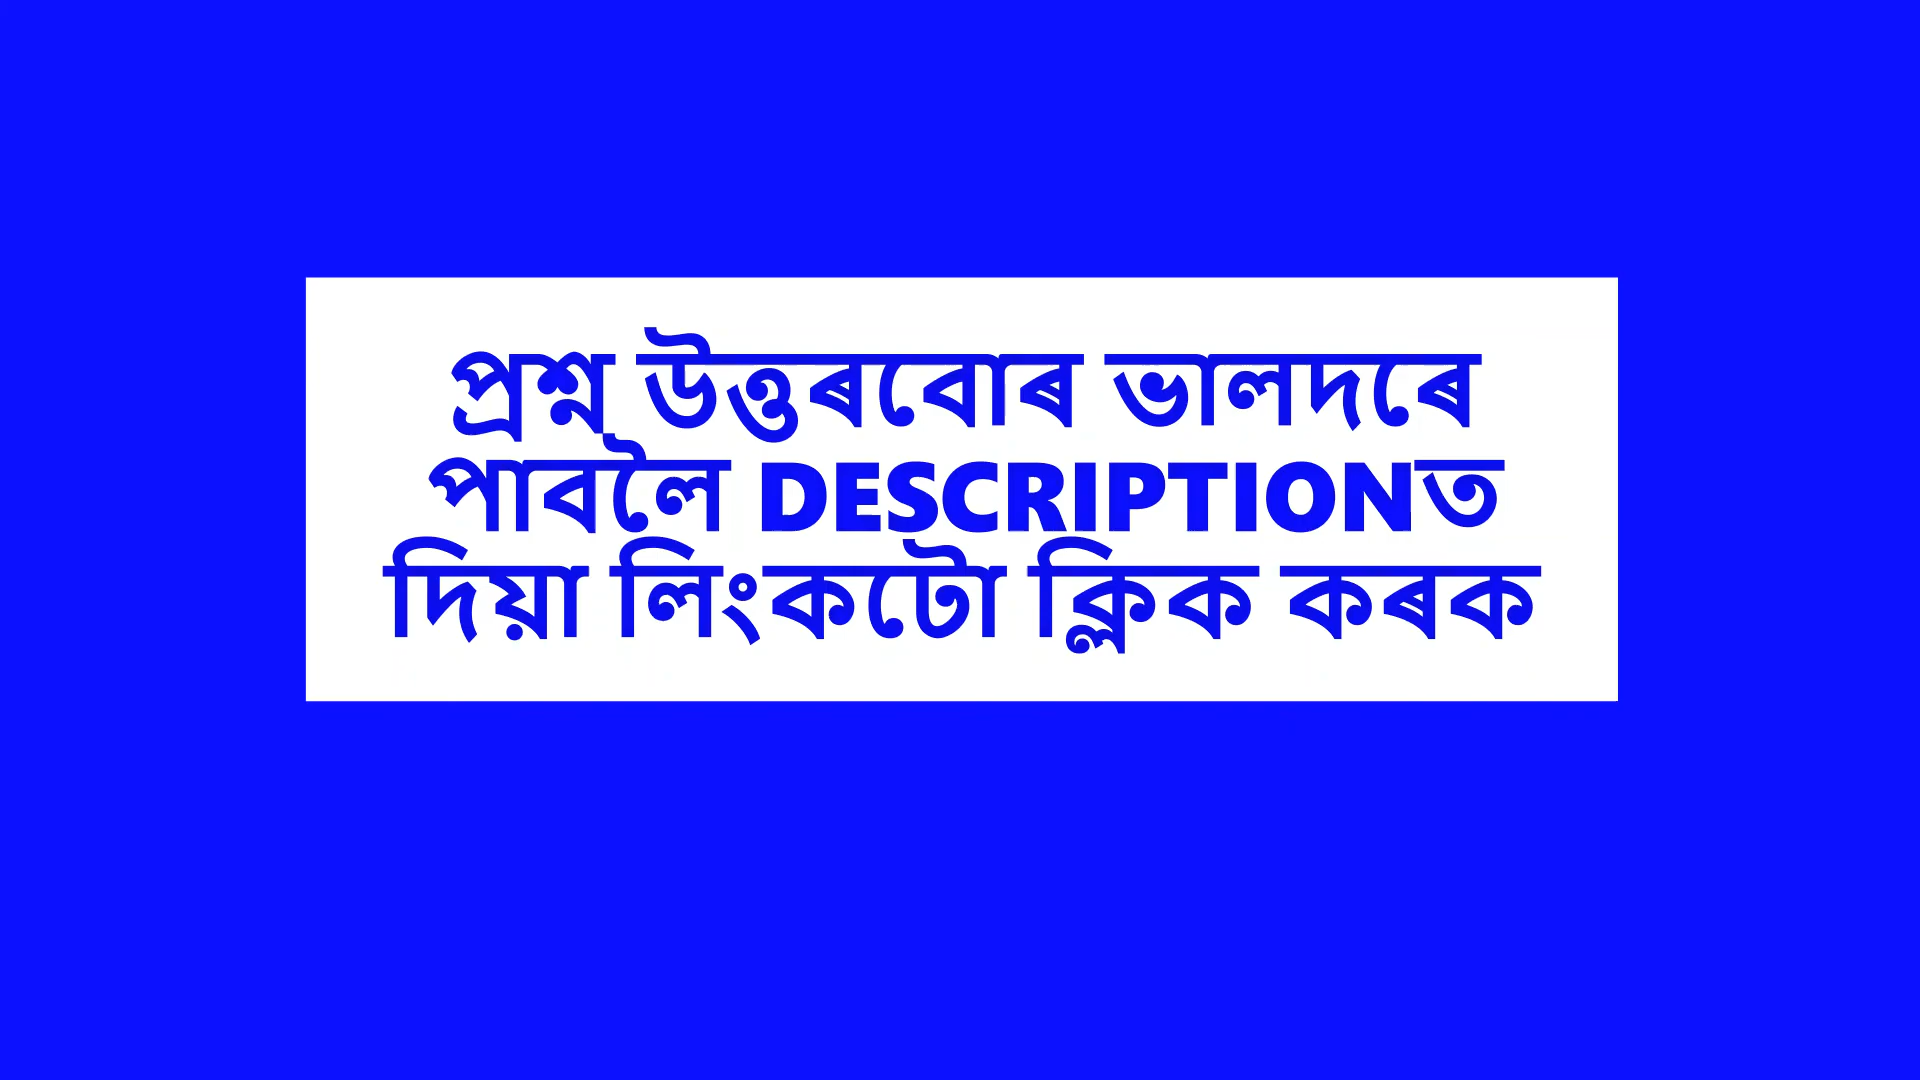 প্ৰশ্ন উত্তৰবোৰ ভালদৰে
পাবলৈ DESCRIPTIONত
দিয়া লিংকটো ক্লিক কৰক